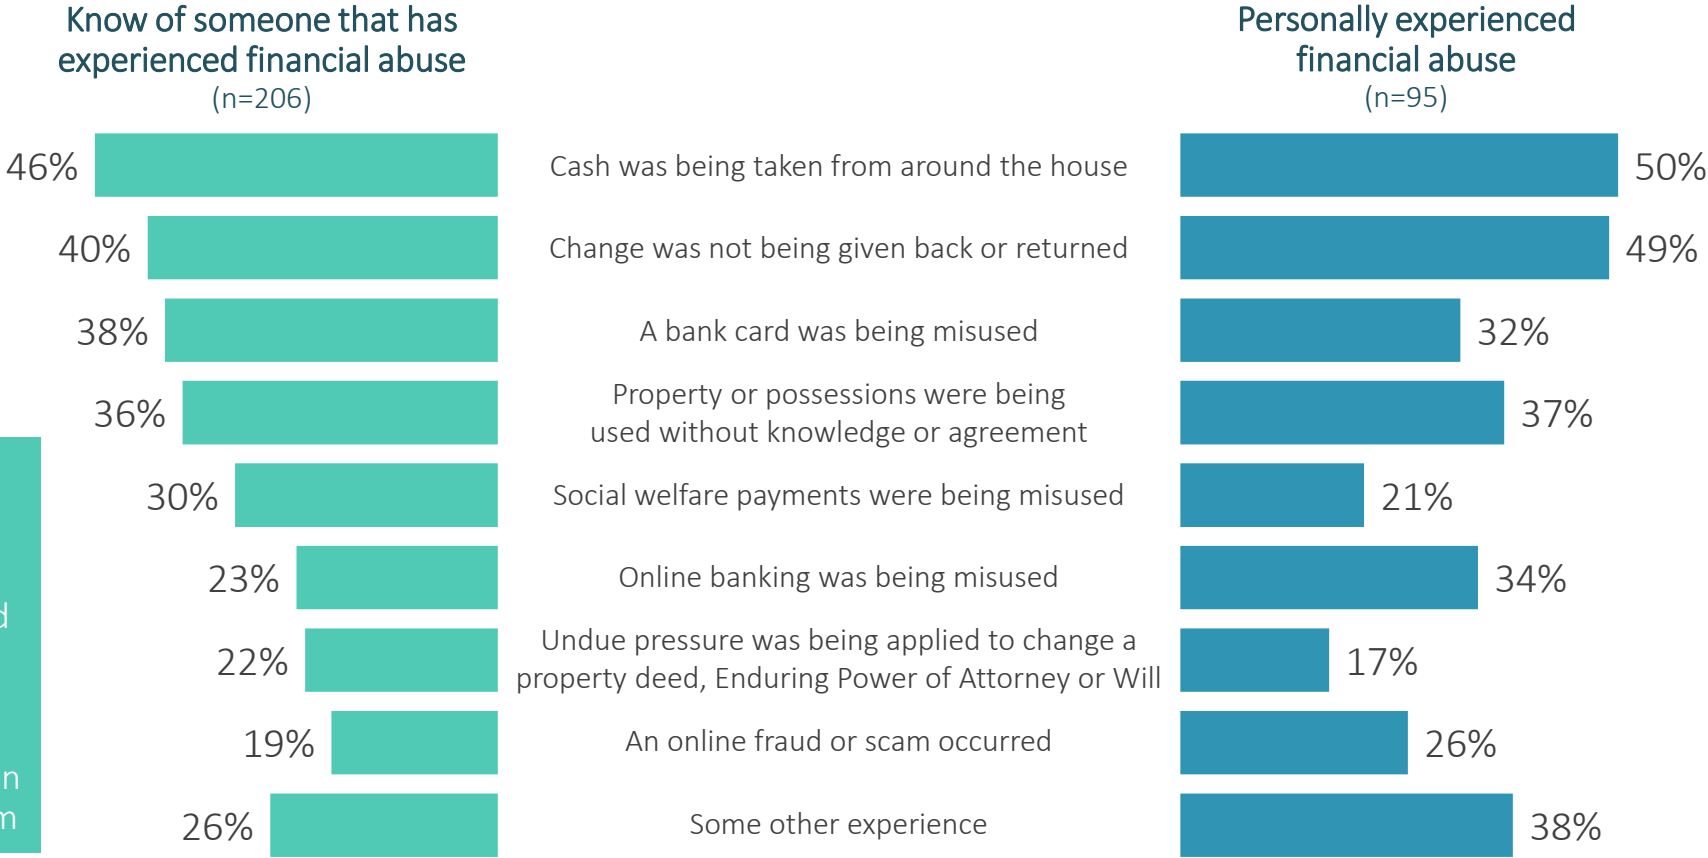 Know of someone that has
experienced financial abuse
(n=206)
Personally experienced
financial abuse
(n=95)
46%
Cash was being taken from around the house
50%
40%
Change was not being given back or returned
49%
38%
A bank card was being misused
32%
36%
Property or possessions were being
used without knowledge or agreement
37%
30%
Social welfare payments were being misused
21%
23%
Online banking was being misused
34%
22%
Undue pressure was being applied to change a
property deed, Enduring Power of Attorney or Will
17%
19%
An online fraud or scam occurred
26%
26%
Some other experience
38%